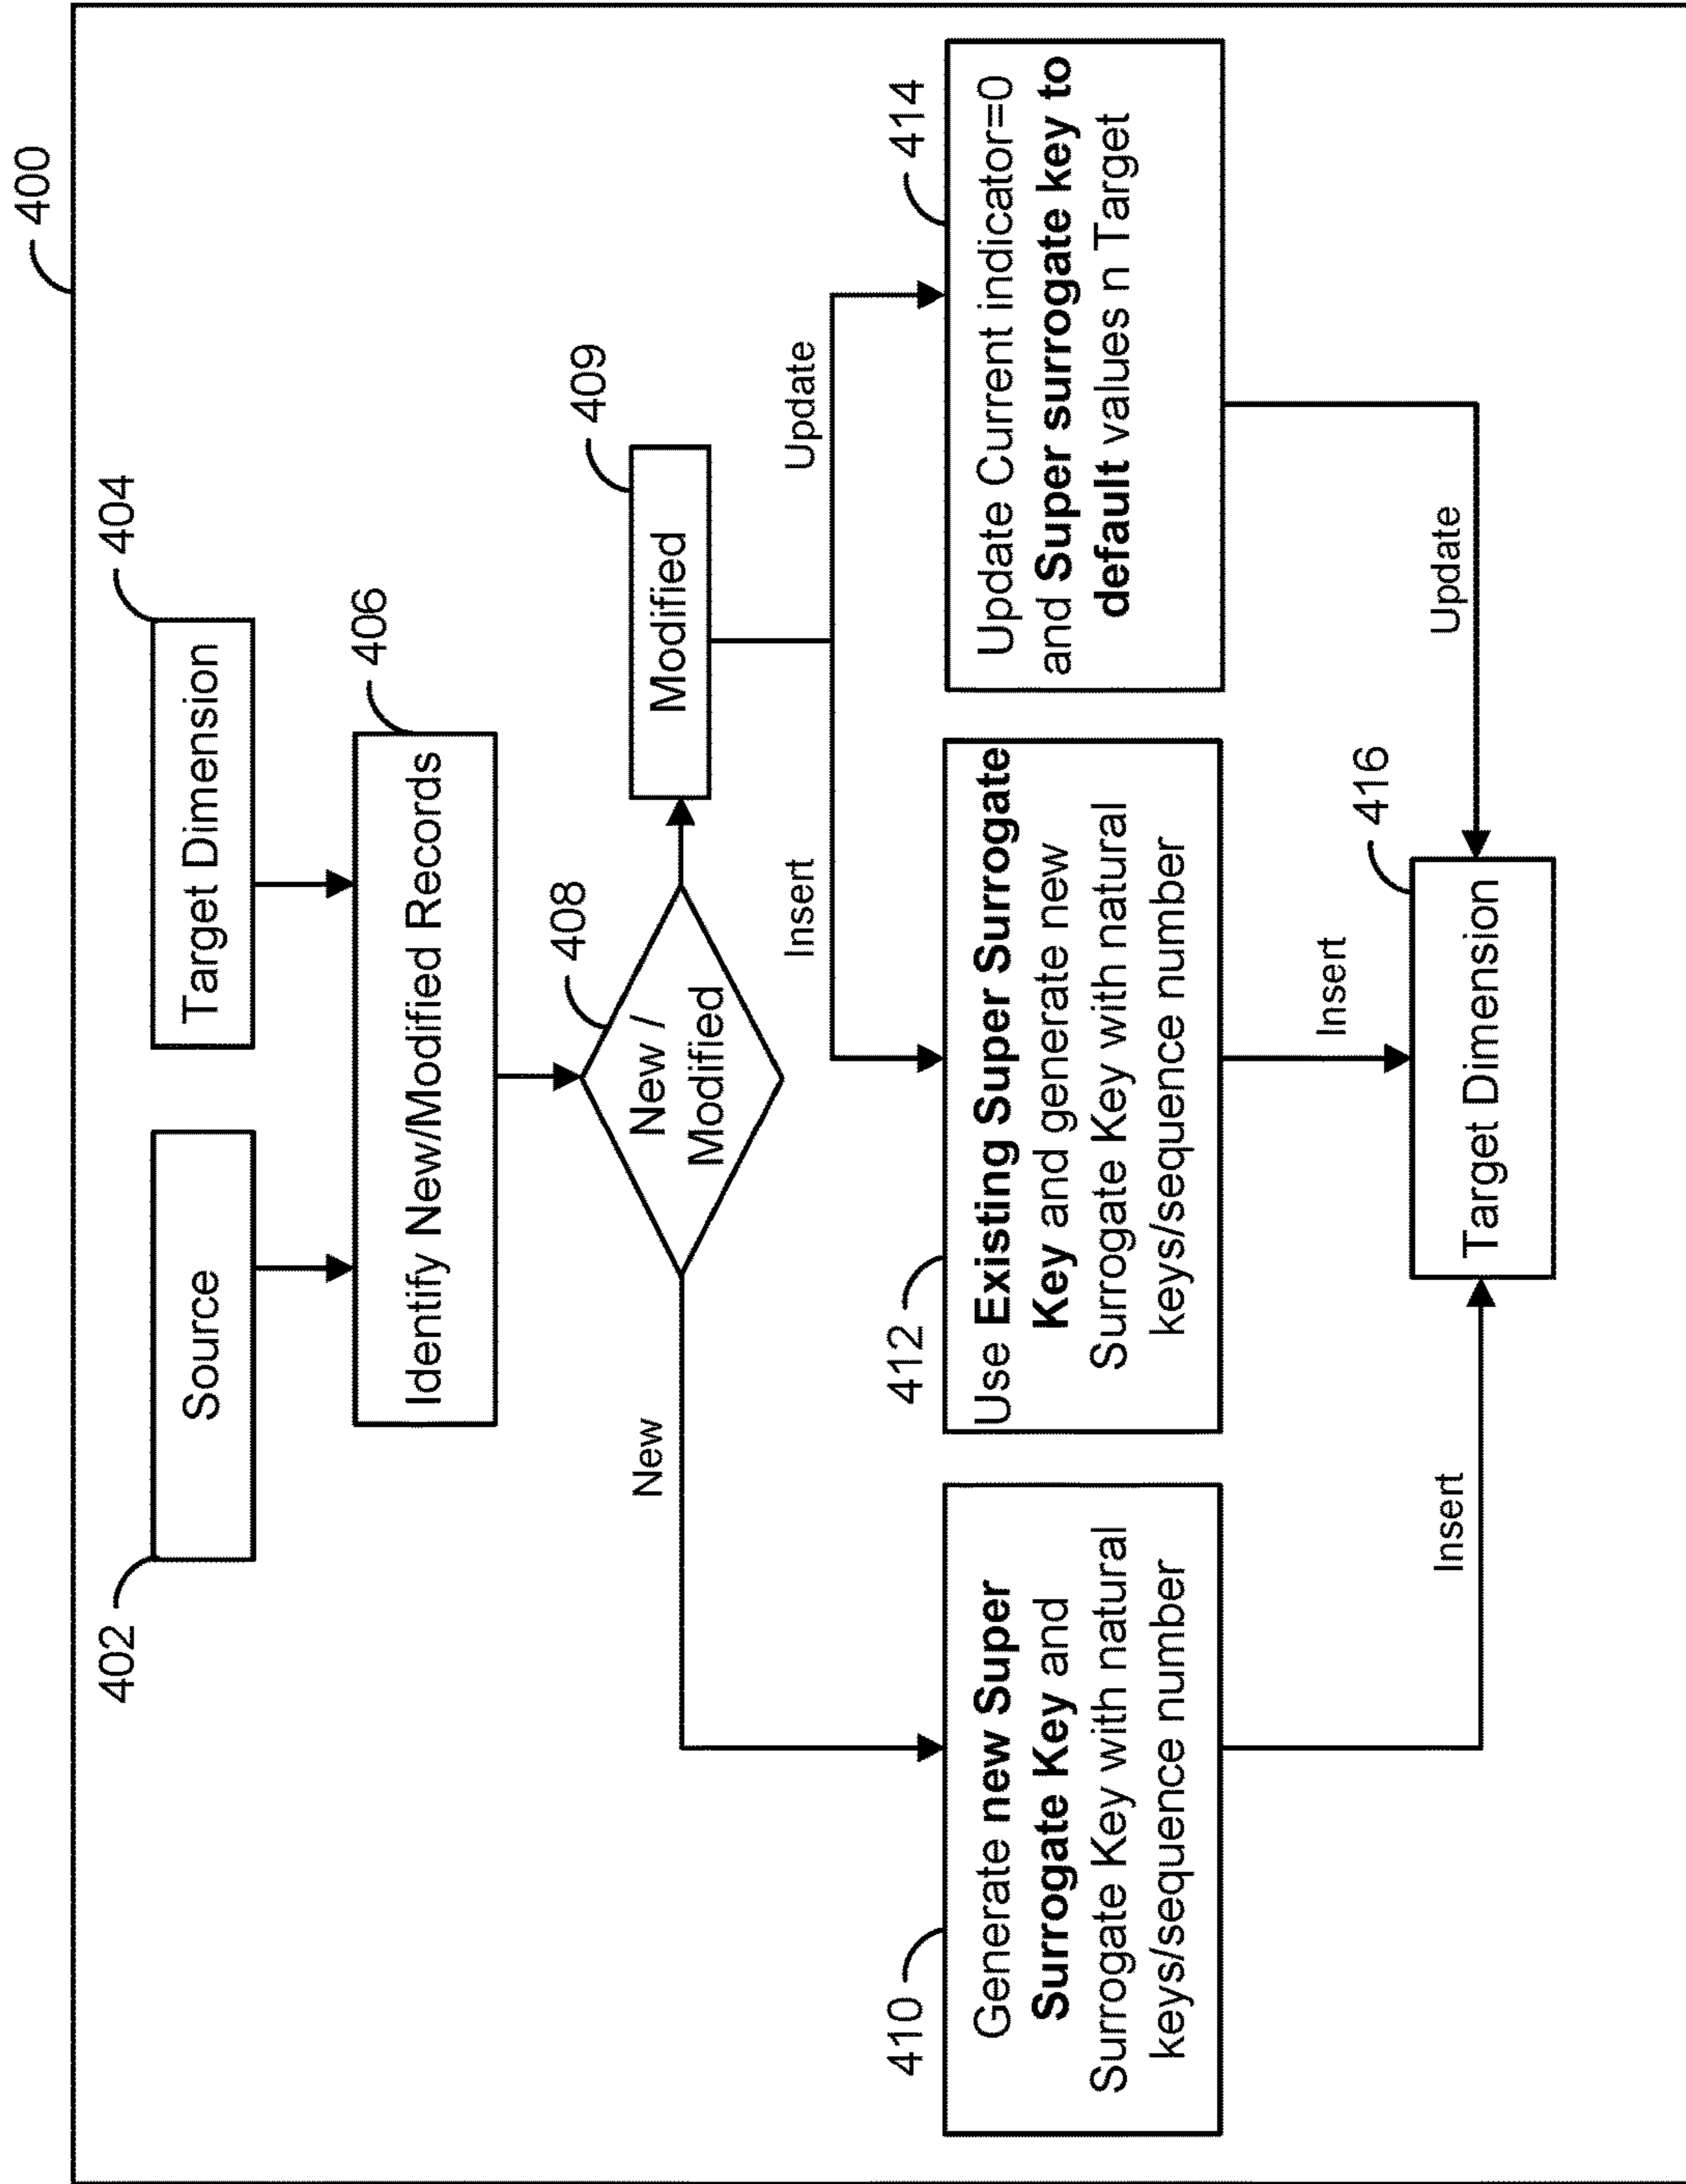 400
402
Source
404
Target Dimension
406
Identify New/Modified Records
408
New /
Modified
409
Modified
New
Insert
Update
410
Generate new Super
Surrogate Key and
Surrogate Key with natural
keys/sequence number
412
Use Existing Super Surrogate
Key and generate new
Surrogate Key with natural
keys/sequence number
414
Update Current indicator=0
and Super surrogate key to
default values n Target
Insert
Insert
Update
416
Target Dimension